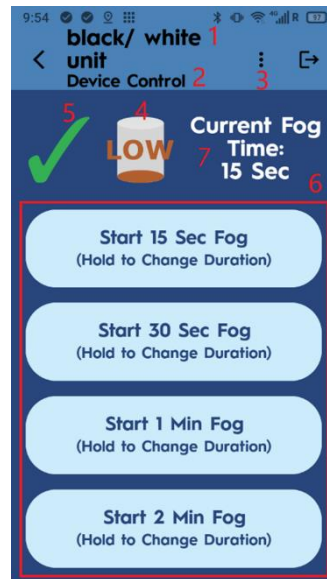 9:54 4G R 97
black/ white 1
unit
Device Control 2 3
5 4
LOW
Current Fog
7 Time:
15 Sec
6
Start 15 Sec Fog
(Hold to Change Duration)
Start 30 Sec Fog
(Hold to Change Duration)
Start 1 Min Fog
(Hold to Change Duration)
Start 2 Min Fog
(Hold to Change Duration)